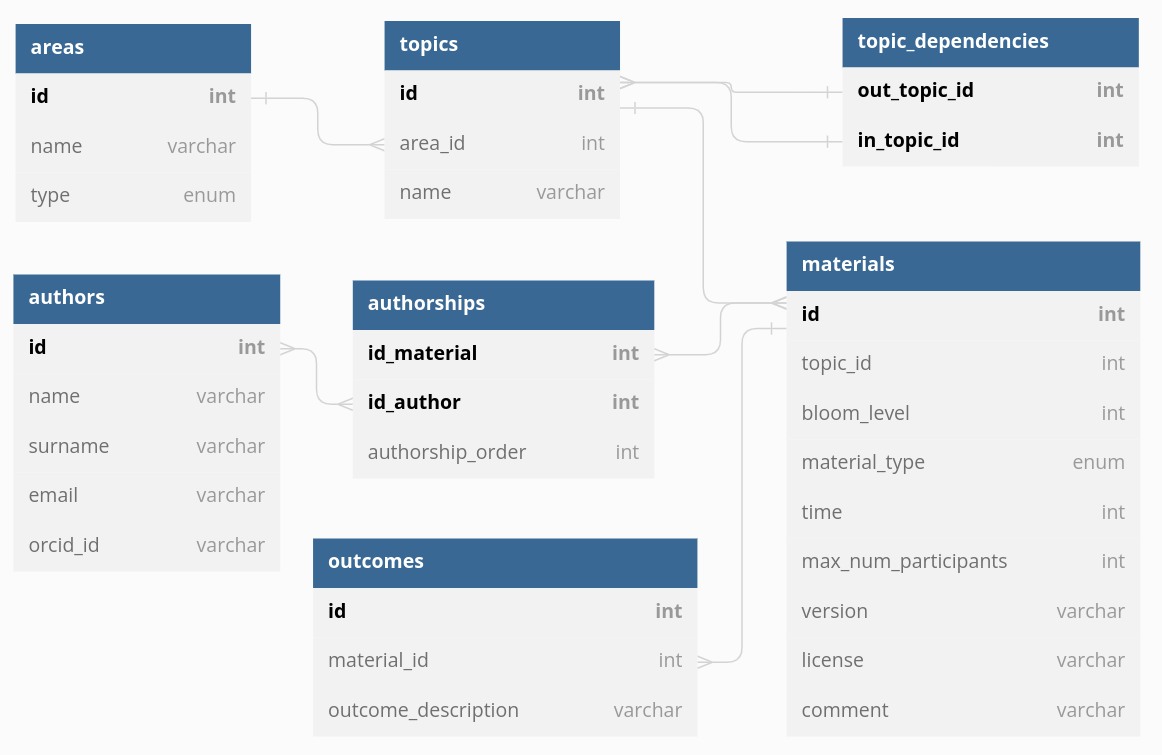 areas
id int
name varchar
type enum
topics
id int
area_id int
name varchar
topic_dependencies
out_topic_id int
in_topic_id int
authors
id int
name varchar
surname varchar
email varchar
orcid_id varchar
authorships
id_material int
id_author int
authorship_order int
materials
id int
topic_id int
bloom_level int
material_type enum
time int
max_num_participants int
version varchar
license varchar
comment varchar
outcomes
id int
material_id int
outcome_description varchar